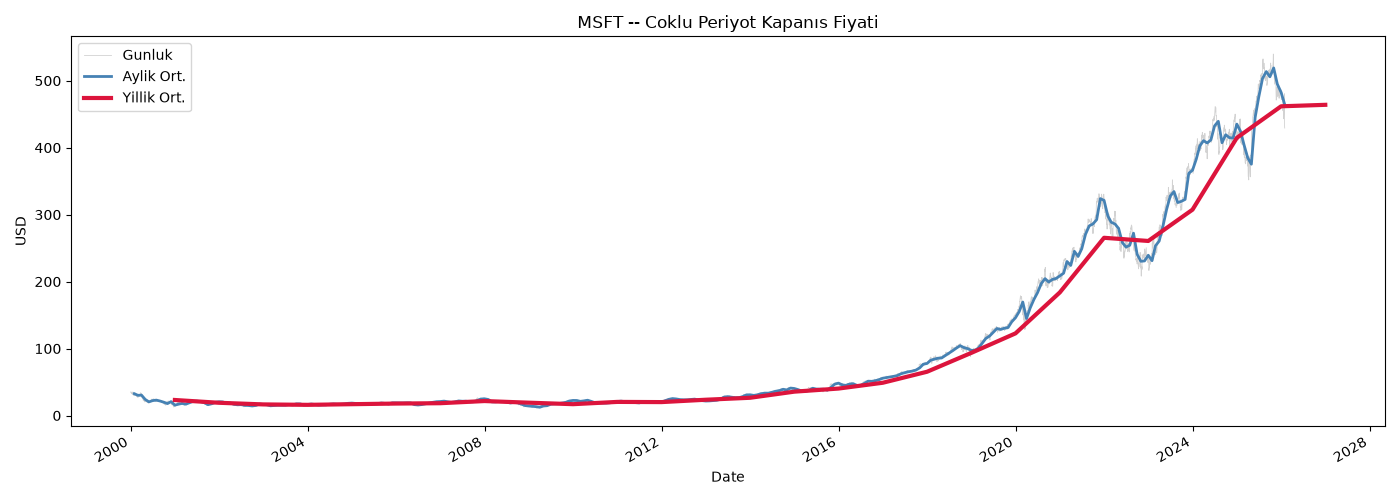 MSFT -- Coklu Periyot Kapanıs Fiyati
Gunluk
Aylik Ort.
Yillik Ort.
500
400
300
200
100
0
USD
2000
2004
2008
2012
2016
2020
2024
2028
Date